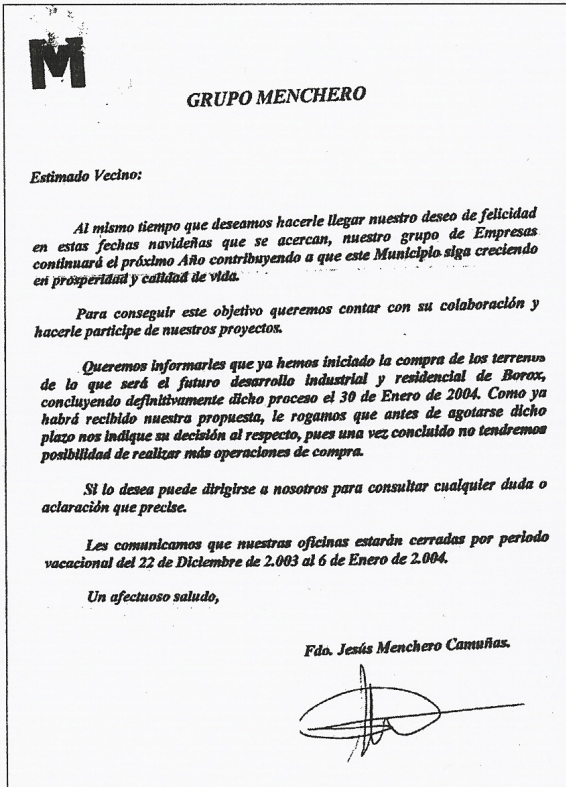 M
GRUPO MENCHERO
Estimado Vecino:
Al mismo tiempo que deseamos hacerle llegar nuestro deseo de felicidad
en estas fechas navideñas que se acercan, nuestro grupo de Empresas
continuará el próximo Año contribuyendo a que este Municipio siga creciendo
en prosperidad y calidad de vida.
Para conseguir este objetivo queremos contar con su colaboración y
hacerle participe de nuestros proyectos.
Queremos informarles que ya hemos iniciado la compra de los terrenos
de lo que será el futuro desarrollo industrial y residencial de Borox,
concluyendo definitivamente dicho proceso el 30 de Enero de 2004. Como ya
habrá recibido nuestra propuesta, le rogamos que antes de agotarse dicho
plazo nos indique su decisión al respecto, pues una vez concluido no tendremos
posibilidad de realizar más operaciones de compra.
Si lo desea puede dirigirse a nosotros para consultar cualquier duda o
aclaración que precise.
Les comunicamos que nuestras oficinas estarán cerradas por periodo
vacacional del 22 de Diciembre de 2.003 al 6 de Enero de 2.004.
Un afectuoso saludo,
Fdo. Jesús Menchero Camuñas.